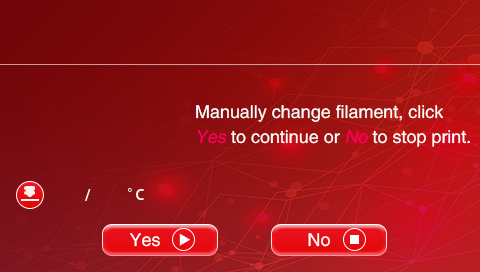 Manually change filament, click
Yes to continue or No to stop print.
/ °C
Yes
No